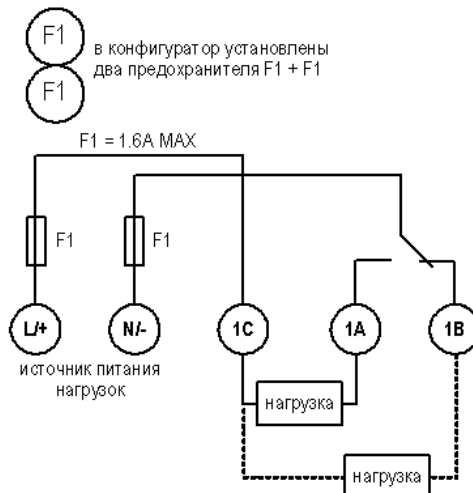 F1
в конфигуратор установлены
два предохранителя F1 + F1
F1
F1 = 1.6A MAX
F1
F1
L/+
N/-
1C
1A
1B
источник питания
нагрузок
нагрузка
нагрузка